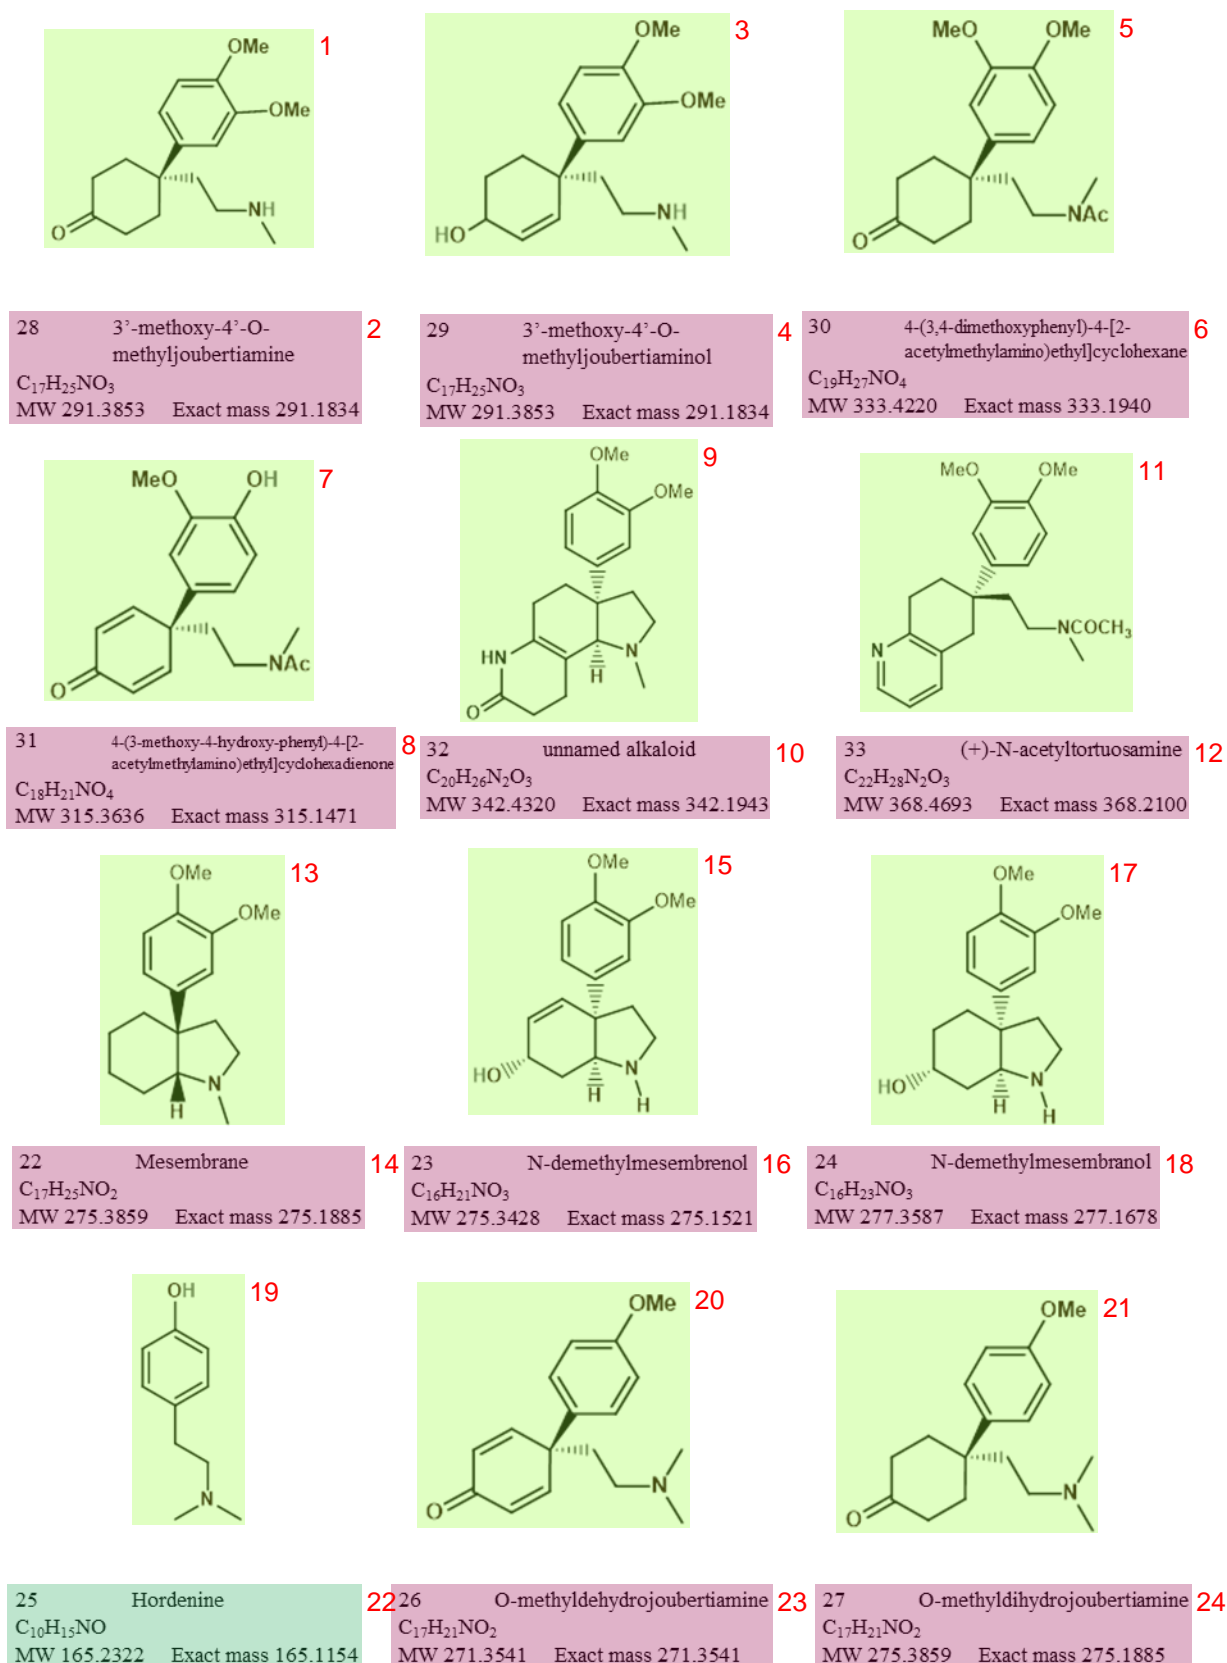 OMe 1
OMe
NH
O
OMe 3
OMe
NH
HO
MeO OMe 5
NAc
O
28 3’-methoxy-4’-O- 2
methyljoubertiamine
C₁₇H₂₅NO₃
MW 291.3853 Exact mass 291.1834
29 3’-methoxy-4’-O- 4
methyljoubertiaminol
C₁₇H₂₅NO₃
MW 291.3853 Exact mass 291.1834
30 4-(3,4-dimethoxyphenyl)-4-[2- 6
acetylmethylamino)ethyl]cyclohexane
C₁₉H₂₇NO₄
MW 333.4220 Exact mass 333.1940
MeO OH 7
NAc
O
OMe 9
OMe
HN
N
H
O
MeO OMe 11
NCOCH₃
N
31 4-(3-methoxy-4-hydroxy-phenyl)-4-[2- 8
acetylmethylamino)ethyl]cyclohexadienone
C₁₈H₂₁NO₄
MW 315.3636 Exact mass 315.1471
32 unnamed alkaloid 10
C₂₀H₂₆N₂O₃
MW 342.4320 Exact mass 342.1943
33 (+)-N-acetyltortuosamine 12
C₂₂H₂₈N₂O₃
MW 368.4693 Exact mass 368.2100
OMe 13
OMe
N
H
OMe 15
OMe
HO
N
H
H
OMe 17
OMe
HO
N
H
H
22 Mesembrane 14
C₁₇H₂₅NO₂
MW 275.3859 Exact mass 275.1885
23 N-demethylmesembrenol 16
C₁₆H₂₁NO₃
MW 275.3428 Exact mass 275.1521
24 N-demethylmesembranol 18
C₁₆H₂₃NO₃
MW 277.3587 Exact mass 277.1678
OH 19
N
OMe 20
N
O
OMe 21
N
O
25 Hordenine 22
C₁₀H₁₅NO
MW 165.2322 Exact mass 165.1154
26 O-methyldehydrojoubertiamine 23
C₁₇H₂₁NO₂
MW 271.3541 Exact mass 271.3541
27 O-methyldihydrojoubertiamine 24
C₁₇H₂₁NO₂
MW 275.3859 Exact mass 275.1885